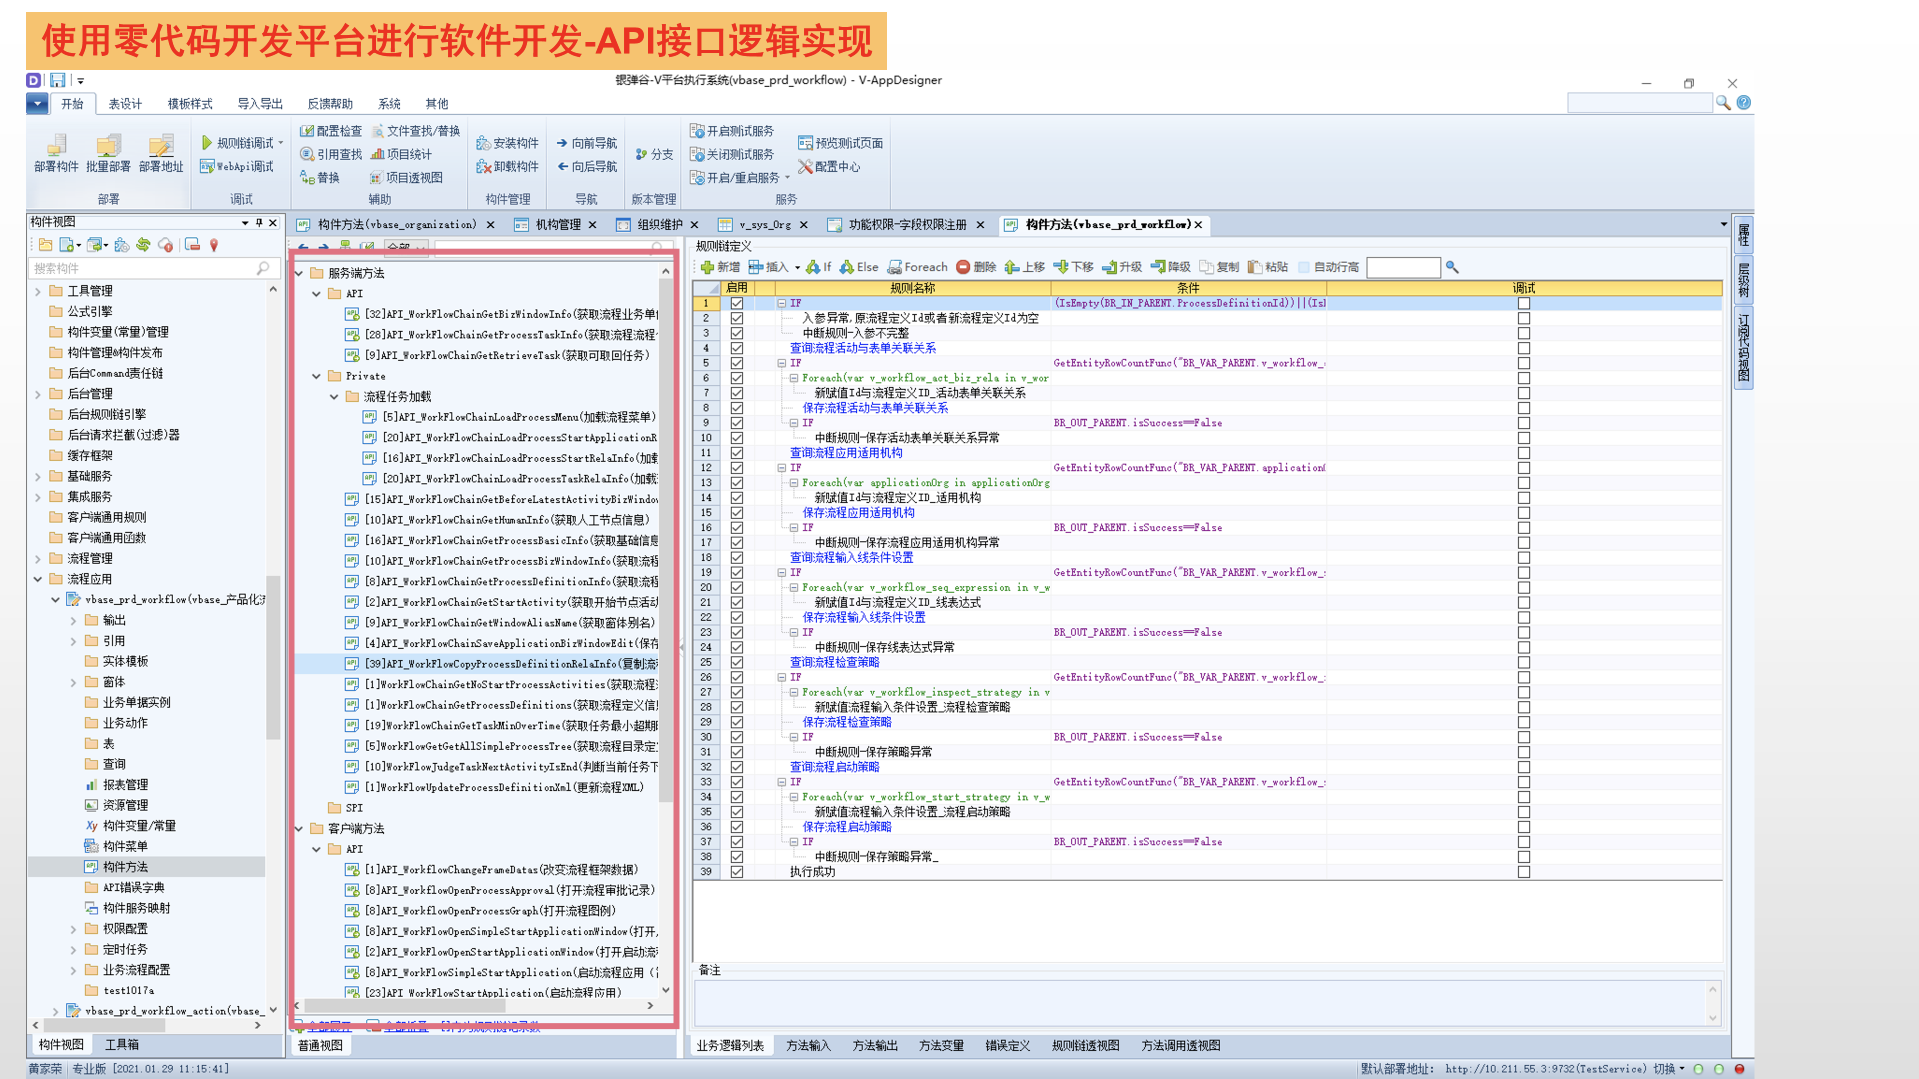 使用零代码开发平台进行软件开发-API接口逻辑实现
银弹谷-V平台执行系统(vbase_prd_workflow) - V-AppDesigner
开始 表设计 模板样式 导入导出 反馈帮助 系统 其他
部署构件 批量部署 部署地址
部署
规则链调试
WebApi调试
调试
配置检查 文件查找/替换
引用查找 项目统计
替换 项目透视图
辅助
安装构件
卸载构件
构件管理
向前导航
向后导航
导航
分支
版本管理
开启测试服务 预览测试页面
关闭测试服务 配置中心
开启/重启服务
服务
构件视图
搜索构件
工具管理
公式引擎
构件变量(常量)管理
构件管理&构件发布
后台Command责任链
后台管理
后台规则链引擎
后台请求拦截(过滤)器
缓存框架
基础服务
集成服务
客户端通用规则
客户端通用函数
流程管理
流程应用
vbase_prd_workflow(vbase_产品化流
输出
引用
实体模板
窗体
业务单据实例
业务动作
表
查询
报表管理
资源管理
构件变量/常量
构件菜单
构件方法
API错误字典
构件服务映射
权限配置
定时任务
业务流程配置
test1017a
vbase_prd_workflow_action(vbase_
构件视图 工具箱
构件方法(vbase_organization) 机构管理 组织维护 v_sys_Org 功能权限-字段权限注册 构件方法(vbase_prd_workflow)
全部
服务端方法
API
[32]API_WorkFlowChainGetBizWindowInfo(获取流程业务单
[28]API_WorkFlowChainGetProcessTaskInfo(获取流程流程
[9]API_WorkFlowChainGetRetrieveTask(获取可取回任务)
Private
流程任务加载
[5]API_WorkFlowChainLoadProcessMenu(加载流程菜单)
[20]API_WorkFlowChainLoadProcessStartApplicationR
[16]API_WorkFlowChainLoadProcessStartRelaInfo(加载
[20]API_WorkFlowChainLoadProcessTaskRelaInfo(加载
[15]API_WorkFlowChainGetBeforeLatestActivityBizWindow
[10]API_WorkFlowChainGetHumanInfo(获取人工节点信息)
[16]API_WorkFlowChainGetProcessBasicInfo(获取基础信息
[10]API_WorkFlowChainGetProcessBizWindowInfo(获取流程
[8]API_WorkFlowChainGetProcessDefinitionInfo(获取流程
[2]API_WorkFlowChainGetStartActivity(获取开始节点活动
[9]API_WorkFlowChainGetWindowAliasName(获取窗体别名)
[4]API_WorkFlowChainSaveApplicationBizWindowEdit(保存
[39]API_WorkFlowCopyProcessDefinitionRelaInfo(复制流程
[1]WorkFlowChainGetNoStartProcessActivities(获取流程
[1]WorkFlowChainGetProcessDefinitions(获取流程定义信
[19]WorkFlowChainGetTaskMinOverTime(获取任务最小超期
[5]WorkFlowGetGetAllSimpleProcessTree(获取流程目录定
[10]WorkFlowJudgeTaskNextActivityIsEnd(判断当前任务下
[1]WorkFlowUpdateProcessDefinitionXml(更新流程XML)
SPI
客户端方法
API
[1]API_WorkflowChangeFrameDatas(改变流程框架数据)
[8]API_WorkflowOpenProcessApproval(打开流程审批记录)
[8]API_WorkflowOpenProcessGraph(打开流程图例)
[8]API_WorkFlowOpenSimpleStartApplicationWindow(打开
[2]API_WorkFlowOpenStartApplicationWindow(打开启动流
[8]API_WorkFlowSimpleStartApplication(启动流程应用
[23]API_WorkFlowStartApplication(启动流程应用)
全部展开 全部折叠 []内为规则链记录数
普通视图
规则链定义
新增 插入 If Else Foreach 删除 上移 下移 升级 降级 复制 粘贴 自动行高
启用 规则名称 条件 调试
1 IF (IsEmpty(BR_IN_PARENT.ProcessDefinitionId))||(IsE
2 入参异常,原流程定义Id或者新流程定义Id为空
3 中断规则-入参不完整
4 查询流程活动与表单关联关系
5 IF GetEntityRowCountFunc("BR_VAR_PARENT.v_workflow_
6 Foreach(var v_workflow_act_biz_rela in v_wor
7 新赋值Id与流程定义ID_活动表单关联关系
8 保存流程活动与表单关联关系
9 IF BR_OUT_PARENT.isSuccess==False
10 中断规则-保存活动表单关联关系异常
11 查询流程应用适用机构
12 IF GetEntityRowCountFunc("BR_VAR_PARENT.application
13 Foreach(var applicationOrg in applicationOrg
14 新赋值Id与流程定义ID_适用机构
15 保存流程应用适用机构
16 IF BR_OUT_PARENT.isSuccess==False
17 中断规则-保存流程应用适用机构异常
18 查询流程输入线条件设置
19 IF GetEntityRowCountFunc("BR_VAR_PARENT.v_workflow_
20 Foreach(var v_workflow_seq_expression in v_w
21 新赋值Id与流程定义ID_线表达式
22 保存流程输入线条件设置
23 IF BR_OUT_PARENT.isSuccess==False
24 中断规则-保存线表达式异常
25 查询流程检查策略
26 IF GetEntityRowCountFunc("BR_VAR_PARENT.v_workflow_
27 Foreach(var v_workflow_inspect_strategy in v
28 新赋值流程输入条件设置_流程检查策略
29 保存流程检查策略
30 IF BR_OUT_PARENT.isSuccess==False
31 中断规则-保存策略异常
32 查询流程启动策略
33 IF GetEntityRowCountFunc("BR_VAR_PARENT.v_workflow_
34 Foreach(var v_workflow_start_strategy in v_w
35 新赋值流程输入条件设置_流程启动策略
36 保存流程启动策略
37 IF BR_OUT_PARENT.isSuccess==False
38 中断规则-保存策略异常_
39 执行成功
备注
业务逻辑列表 方法输入 方法输出 方法变量 错误定义 规则链透视图 方法调用透视图
属性
层级树
订阅代码视图
黄家荣 专业版 [2021.01.29 11:15:41]
默认部署地址: http://10.211.55.3:9732(TestService) 切换